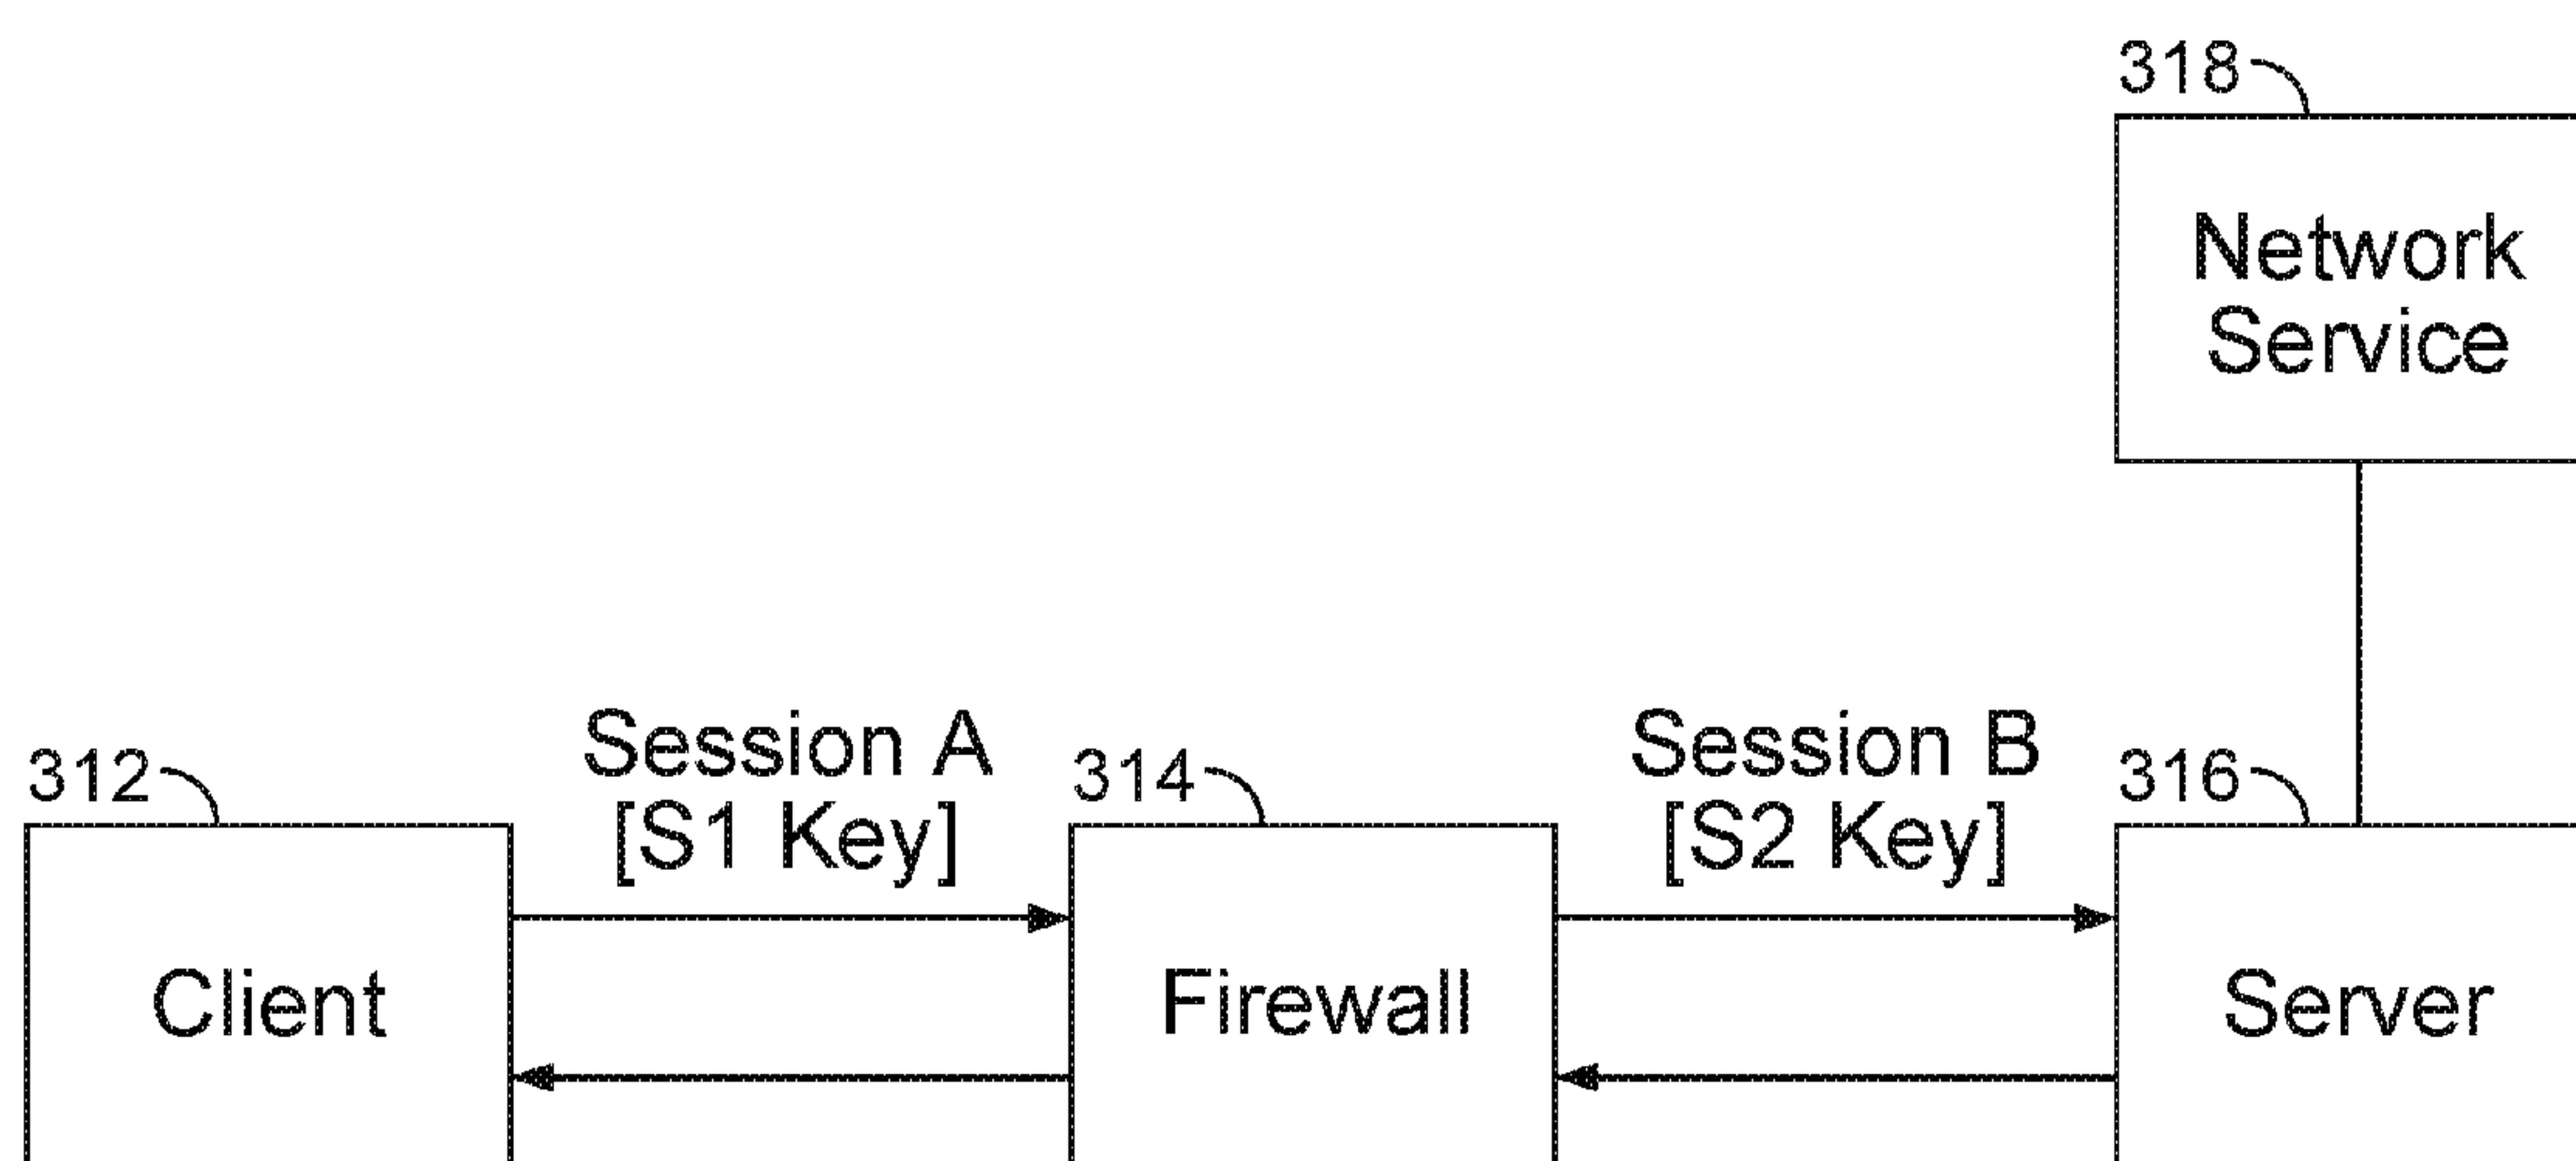 318
Network
Service
Session A
[S1 Key]
Session B
[S2 Key]
312
314
316
Client
Firewall
Server